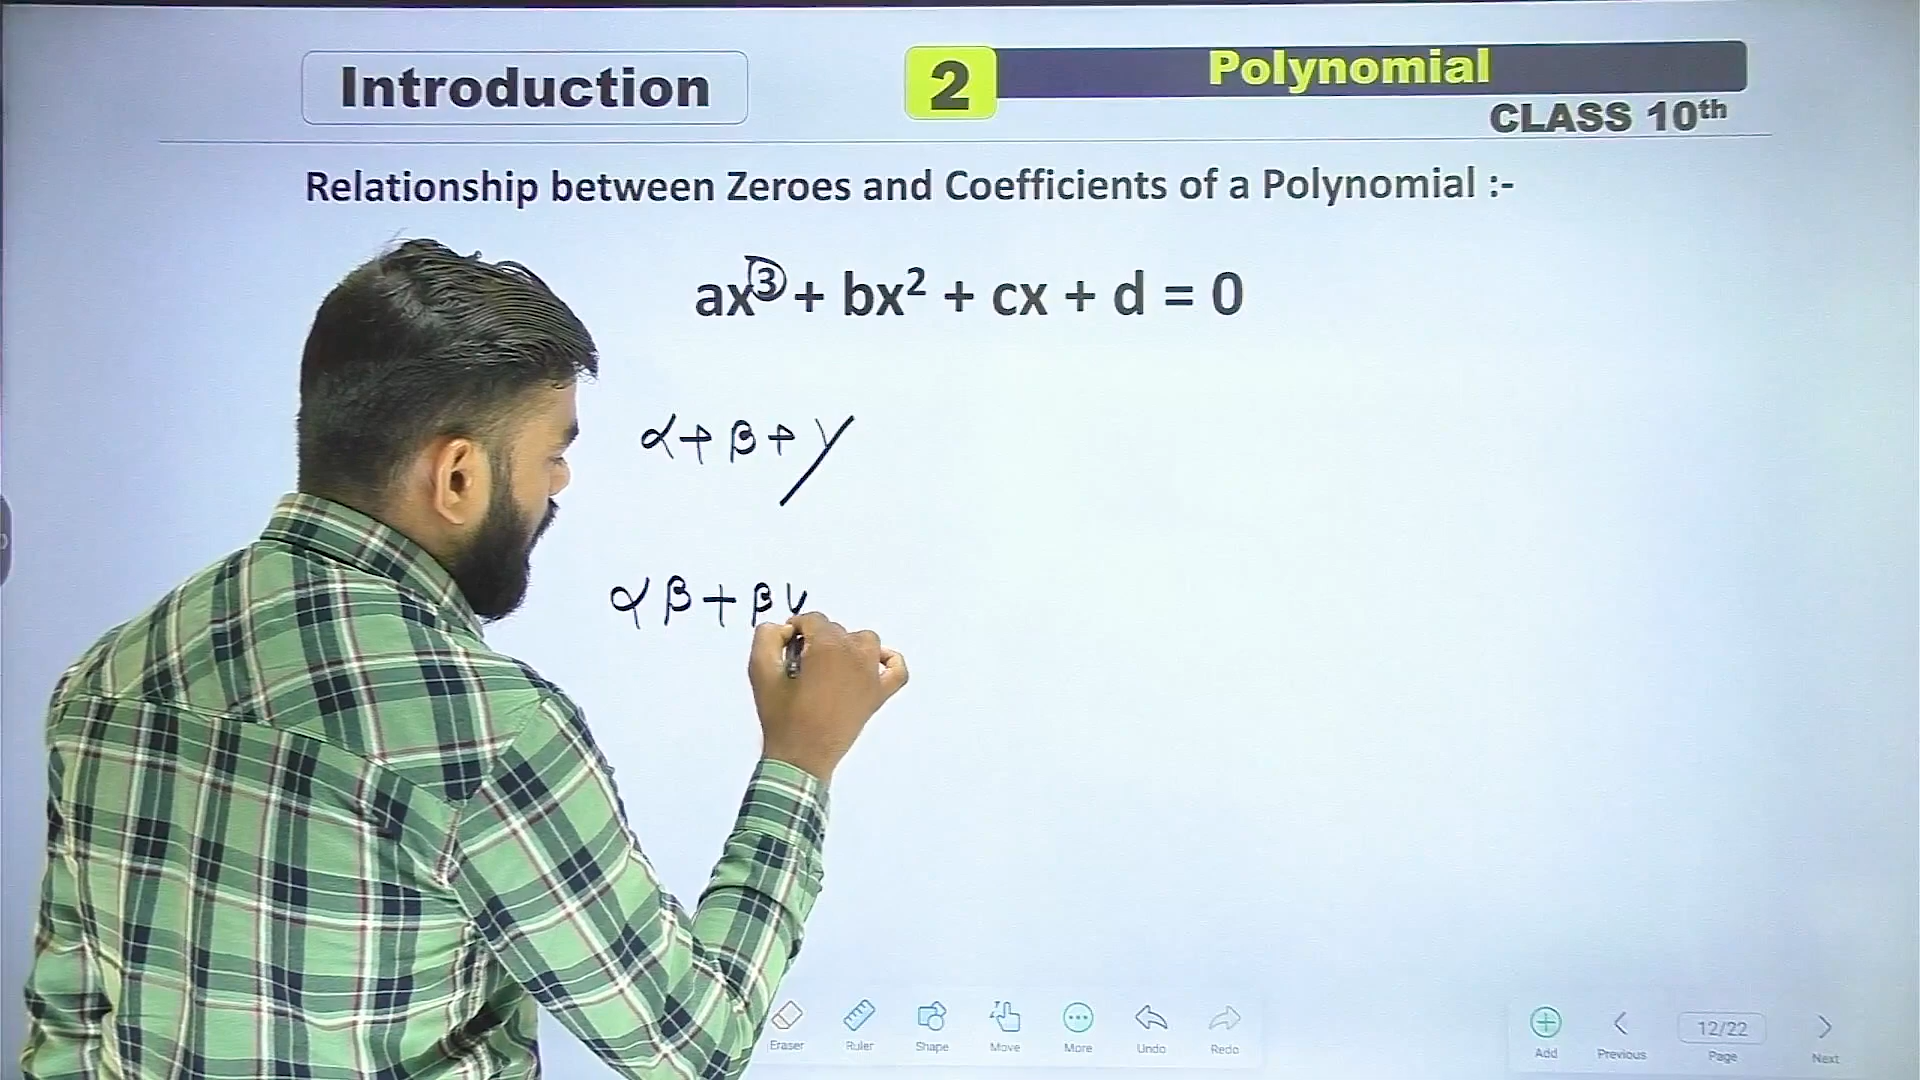 Introduction
2 Polynomial
CLASS 10th
Relationship between Zeroes and Coefficients of a Polynomial :-
ax³ + bx² + cx + d = 0
α + β + γ
αβ + βγ
Eraser
Ruler
Shape
Move
More
Undo
Redo
Add
Previous
12/22
Page
Next